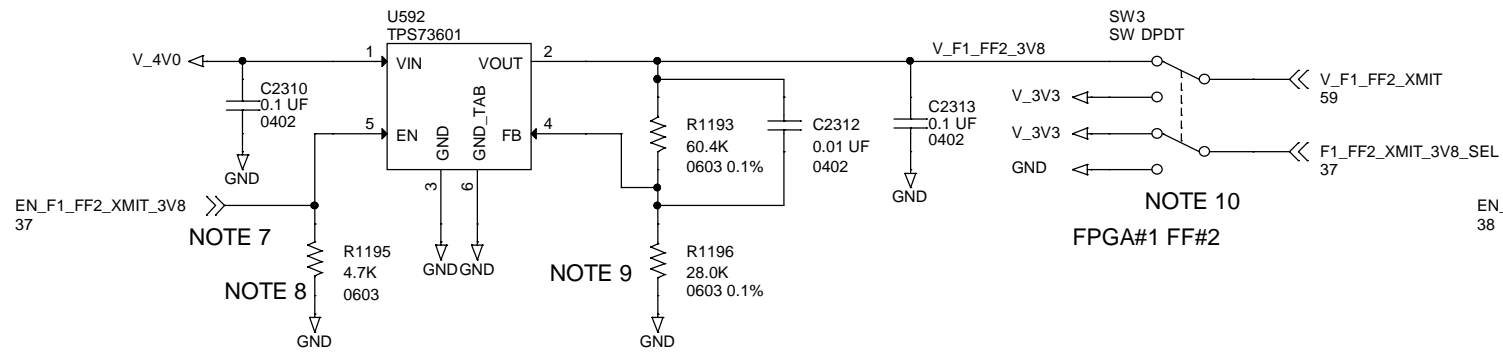 U592
TPS73601
V_4V0
1
VIN
VOUT
2
V_F1_FF2_3V8
SW3
SW DPDT
V_F1_FF2_XMIT
59
C2310
0.1 UF
0402
GND
5
EN
GND
GND_TAB
FB
4
3
6
R1193
60.4K
0603 0.1%
C2312
0.01 UF
0402
C2313
0.1 UF
0402
GND
V_3V3
V_3V3
GND
F1_FF2_XMIT_3V8_SEL
37
EN_F1_FF2_XMIT_3V8
37
NOTE 7
NOTE 8
R1195
4.7K
0603
GND
GND
GND
NOTE 9
R1196
28.0K
0603 0.1%
GND
NOTE 10
FPGA#1 FF#2
EN_
38